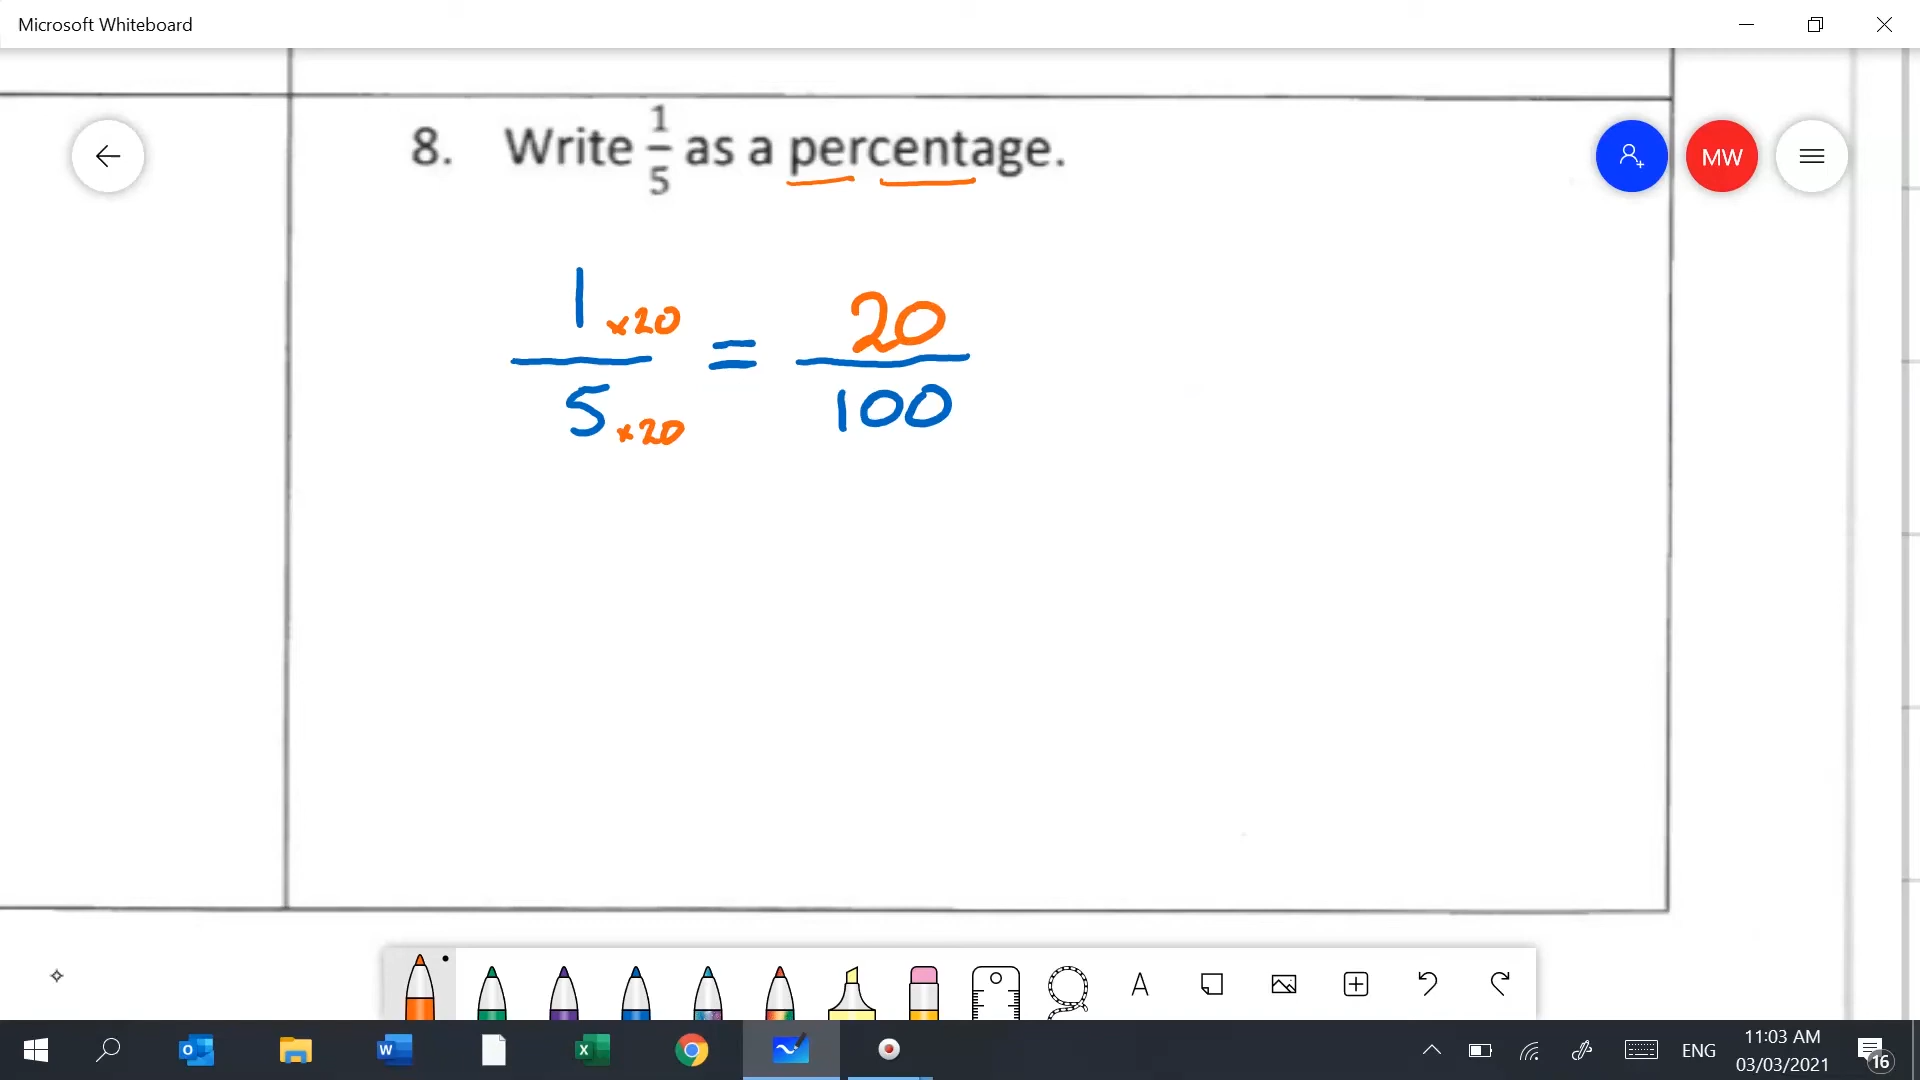 Microsoft Whiteboard
8. Write 1/5 as a percentage.
MW
1 ×20 = 20
5 ×20 100
A
ENG
11:03 AM
03/03/2021
16